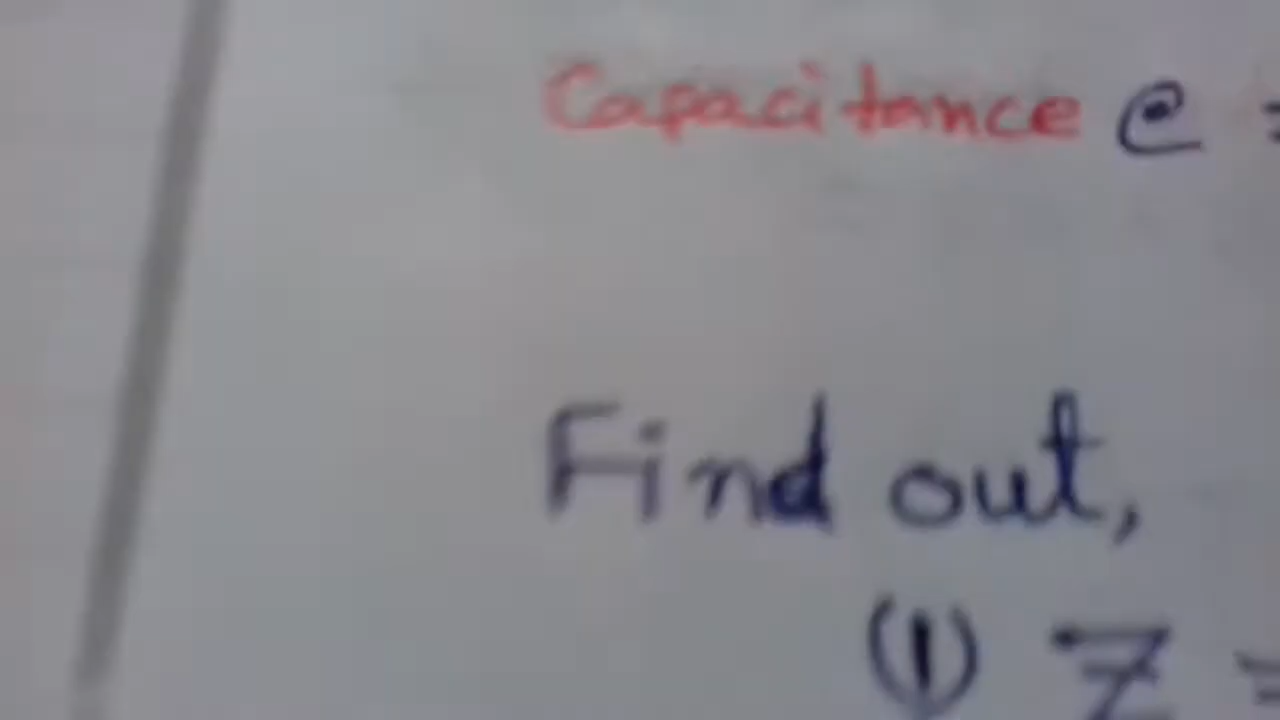 Capacitance C =
Find out,
(1) Z =